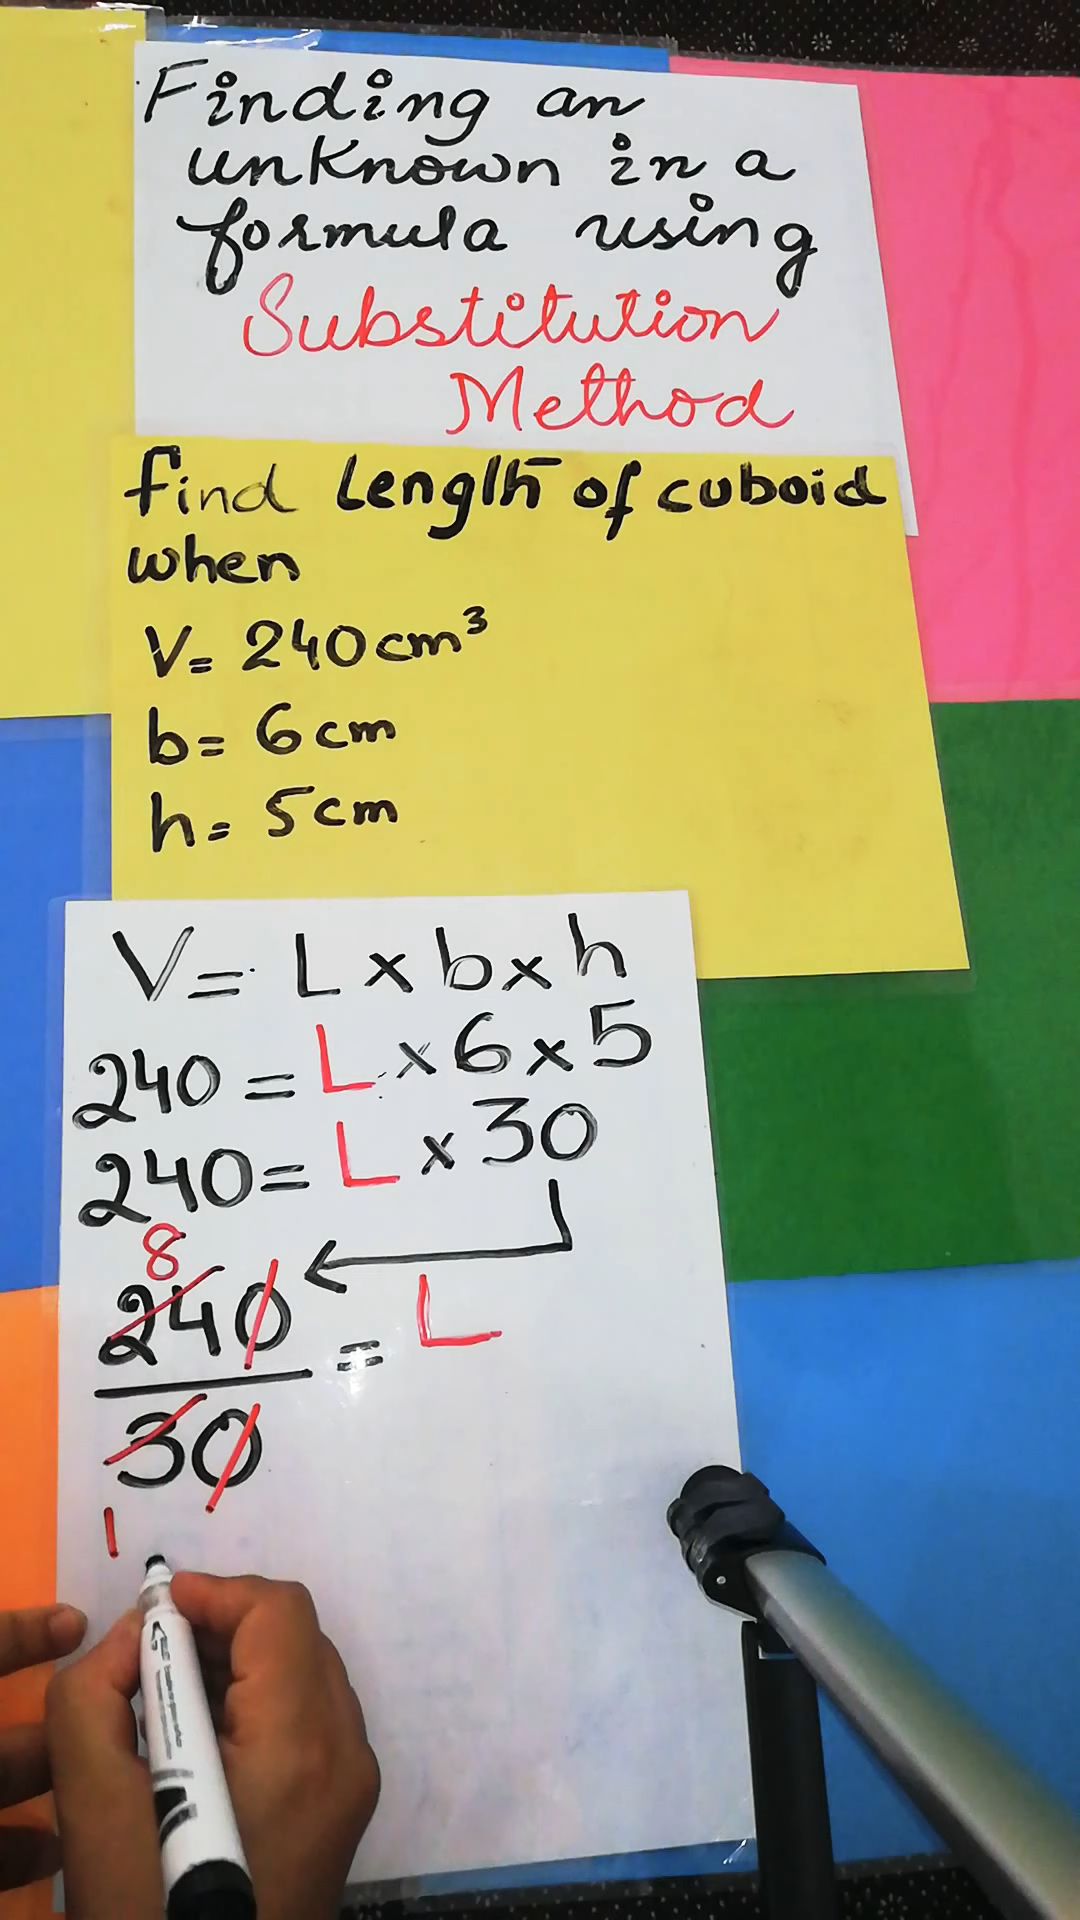 Finding an
unknown in a
formula using
Substitution
Method
Find Length of cuboid
when
V= 240cm³
b= 6cm
h= 5cm
V= L x b x h
240 = L x 6 x 5
240= L x 30
8
240
= L
30
1